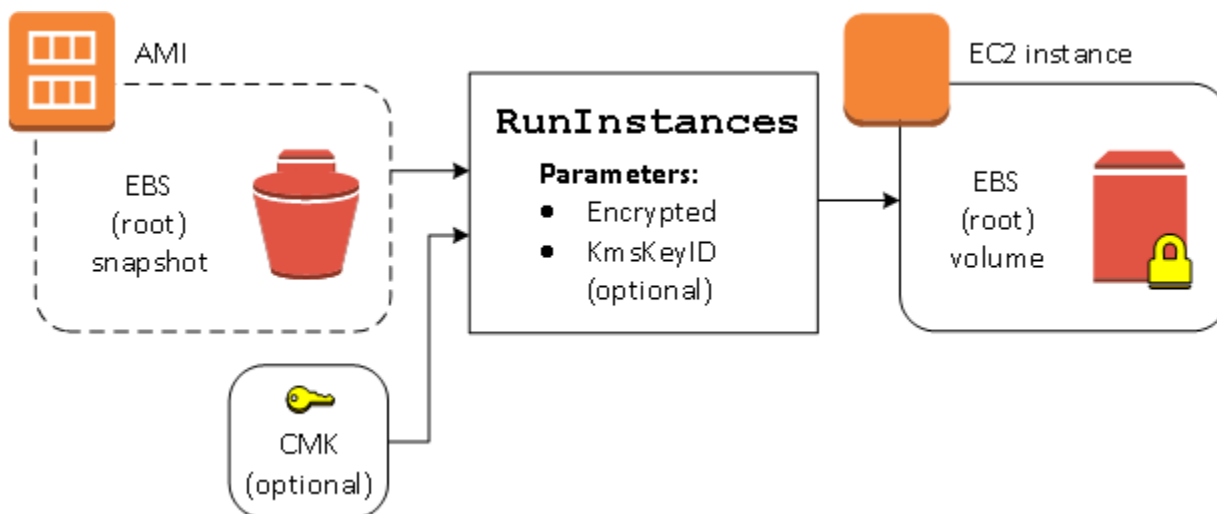 AMI
EBS
(root)
snapshot
CMK
(optional)
RunInstances
Parameters:
● Encrypted
● KmsKeyID
(optional)
EC2 instance
EBS
(root)
volume